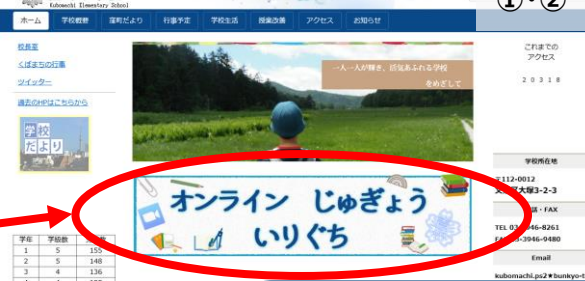 Kubomachi Elementary School
①・②
ホーム
学校概要
窪町だより
行事予定
学校生活
授業改善
アクセス
お知らせ
校長室
くぼまちの行事
ツイッター
過去のHPはこちらから
学校
だより
一人一人が輝き、活気あふれる学校
をめざして
オンライン じゅぎょう
いりぐち
これまでの
アクセス
20318
学校所在地
〒112-0012
大塚3-2-3
・FAX
TEL 03-3946-8261
3946-9480
Email
kubomachi.ps2★bunkyo-t
学年 学級数
1 5 155
2 5 148
3 4 136